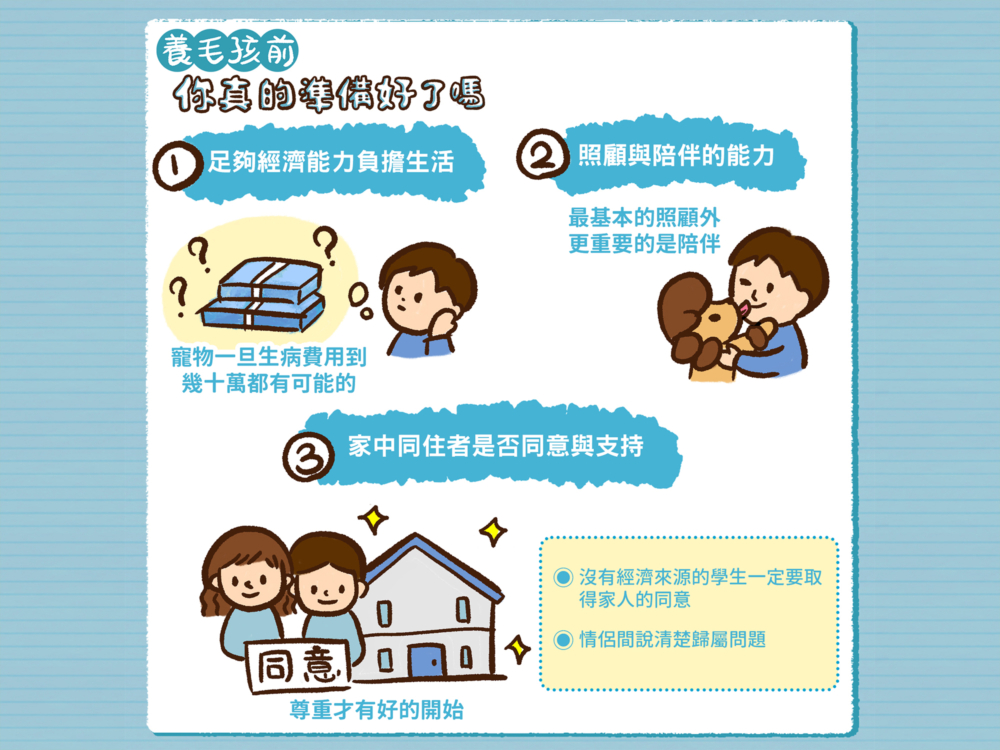 養毛孩前
你真的準備好了嗎
1 足夠經濟能力負擔生活
? ? ? ?
寵物一旦生病費用到
幾十萬都有可能的
2 照顧與陪伴的能力
最基本的照顧外
更重要的是陪伴
3 家中同住者是否同意與支持
同意
尊重才有好的開始
沒有經濟來源的學生一定要取
得家人的同意
情侶間說清楚歸屬問題